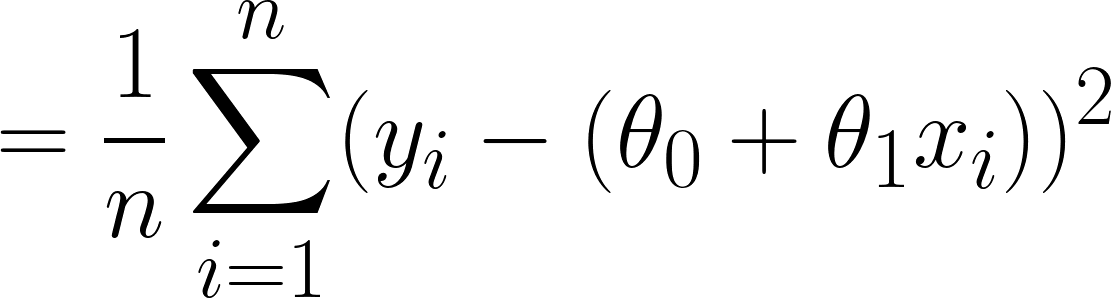 = \frac{1}{n} \sum_{i=1}^{n} (y_i - (\theta_0 + \theta_1 x_i))^2